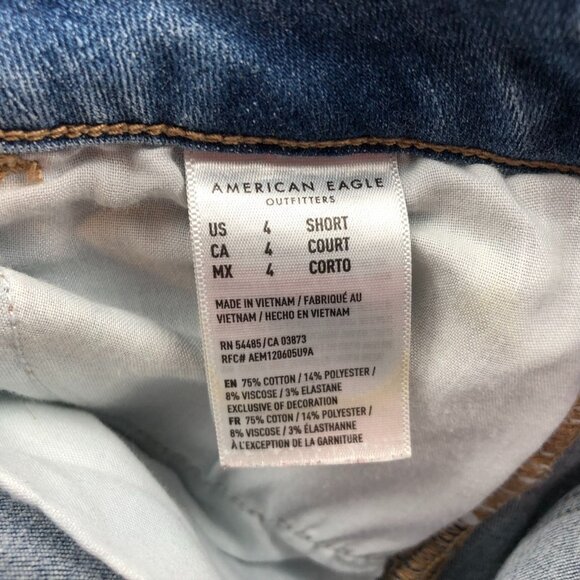 AMERICAN EAGLE
OUTFITTERS
US 4 SHORT
CA 4 COURT
MX 4 CORTO
MADE IN VIETNAM / FABRIQUÉ AU
VIETNAM / HECHO EN VIETNAM
RN 54485/CA 03873
RFC# AEM120605U9A
EN 75% COTTON / 14% POLYESTER /
8% VISCOSE / 3% ELASTANE
EXCLUSIVE OF DECORATION
FR 75% COTON / 14% POLYESTER /
8% VISCOSE / 3% ÉLASTHANNE
À L'EXCEPTION DE LA GARNITURE